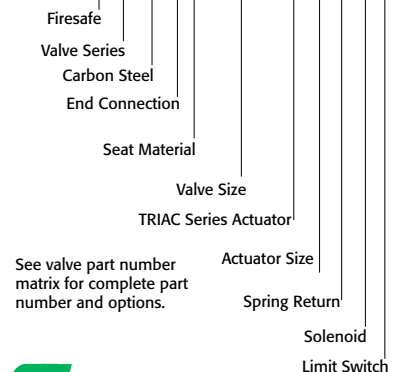 Firesafe
Valve Series
Carbon Steel
End Connection
Seat Material
Valve Size
TRIAC Series Actuator
See valve part number
matrix for complete part
number and options.
Actuator Size
Spring Return
Solenoid
Limit Switch